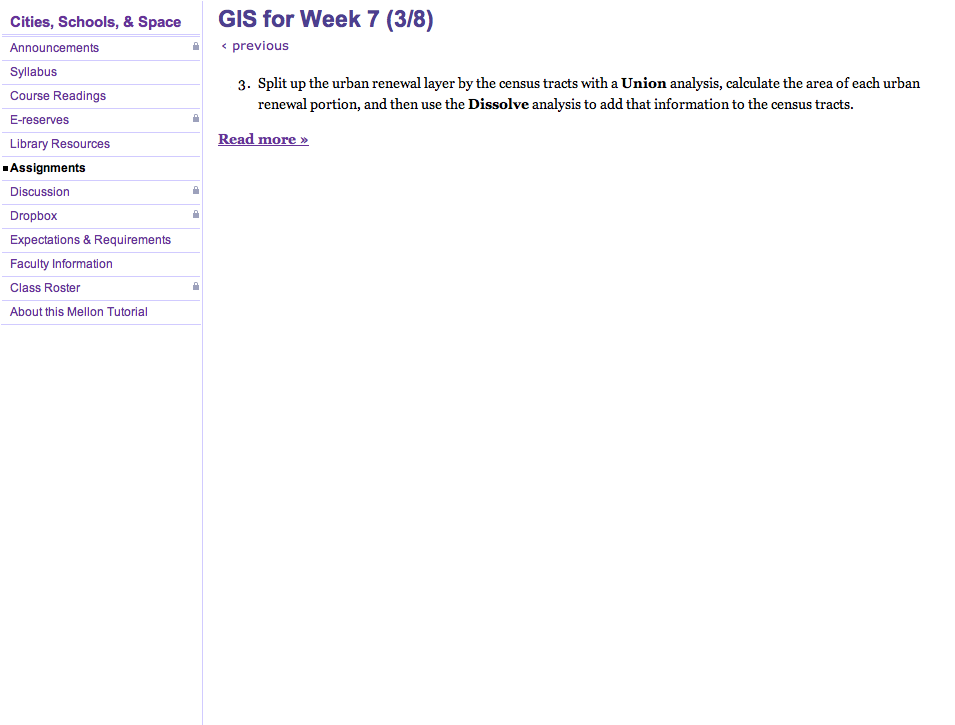 Cities, Schools, & Space
Announcements
Syllabus
Course Readings
E-reserves
Library Resources
Assignments
Discussion
Dropbox
Expectations & Requirements
Faculty Information
Class Roster
About this Mellon Tutorial
GIS for Week 7 (3/8)
‹ previous
3. Split up the urban renewal layer by the census tracts with a Union analysis, calculate the area of each urban
renewal portion, and then use the Dissolve analysis to add that information to the census tracts.
Read more »